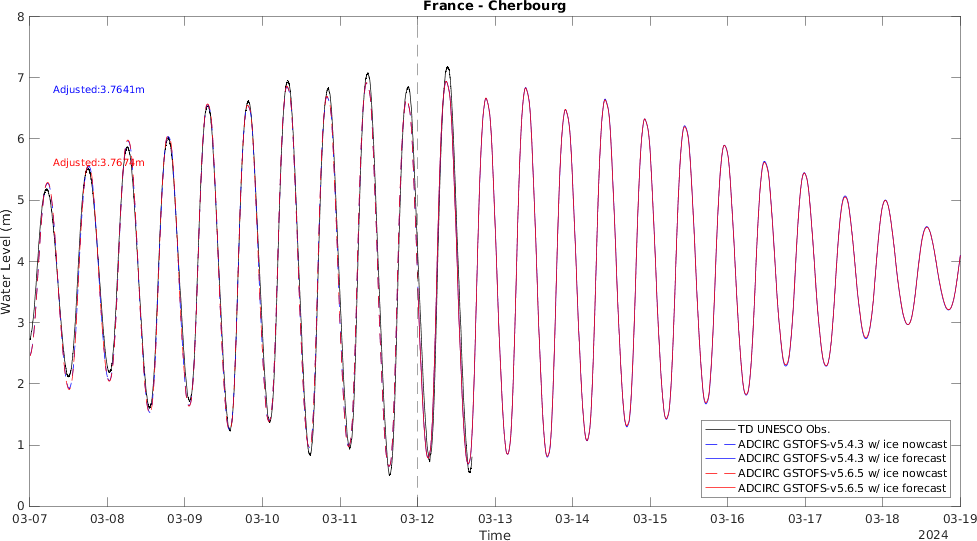 France - Cherbourg
8
7
6
5
4
3
2
1
0
Water Level (m)
Adjusted:3.7641m
Adjusted:3.7674m
TD UNESCO Obs.
ADCIRC GSTOFS-v5.4.3 w/ ice nowcast
ADCIRC GSTOFS-v5.4.3 w/ ice forecast
ADCIRC GSTOFS-v5.6.5 w/ ice nowcast
ADCIRC GSTOFS-v5.6.5 w/ ice forecast
03-07 03-08 03-09 03-10 03-11 03-12 03-13 03-14 03-15 03-16 03-17 03-18 03-19
Time
2024